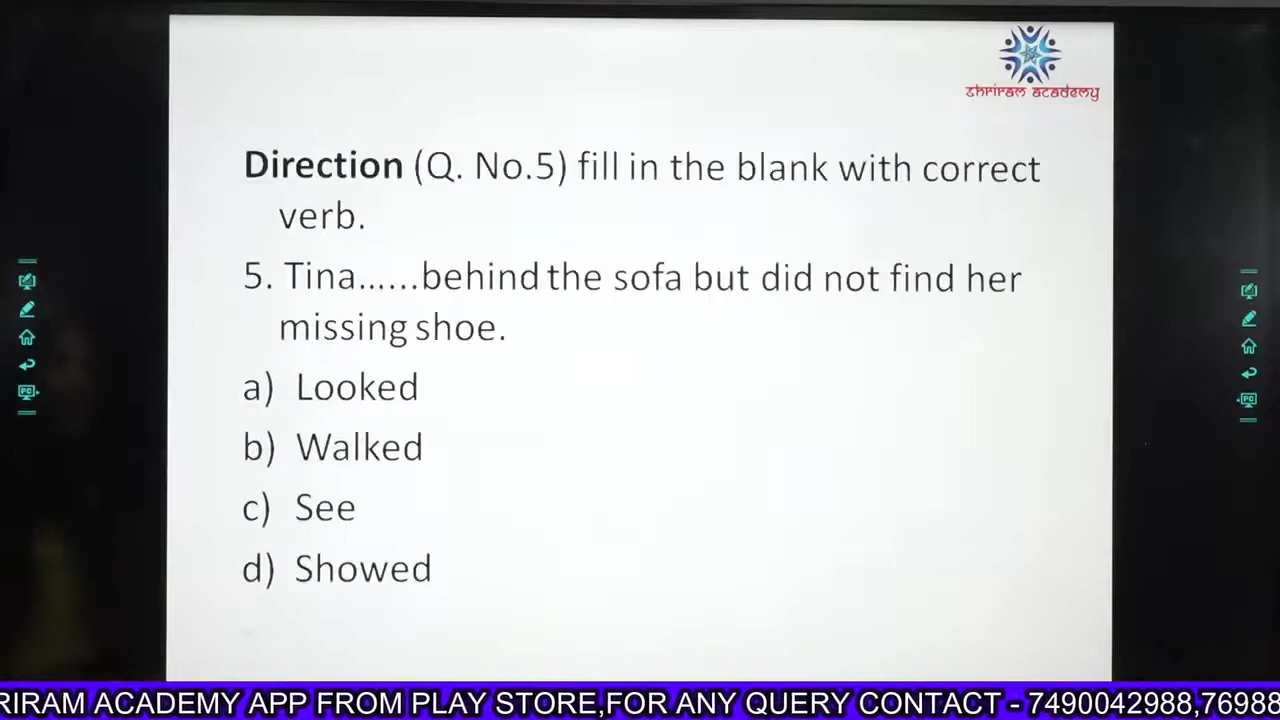 shriram academy
Direction (Q. No.5) fill in the blank with correct
verb.
5. Tina......behind the sofa but did not find her
missing shoe.
a) Looked
b) Walked
c) See
d) Showed
PC
PC
RIRAM ACADEMY APP FROM PLAY STORE,FOR ANY QUERY CONTACT - 7490042988,76988